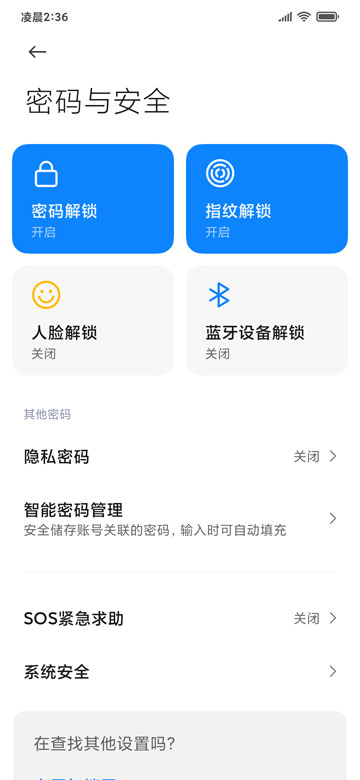 凌晨2:36
密码与安全
密码解锁
开启
指纹解锁
开启
人脸解锁
关闭
蓝牙设备解锁
关闭
其他密码
隐私密码 关闭
智能密码管理
安全储存账号关联的密码，输入时可自动填充
SOS紧急求助 关闭
系统安全
在查找其他设置吗？